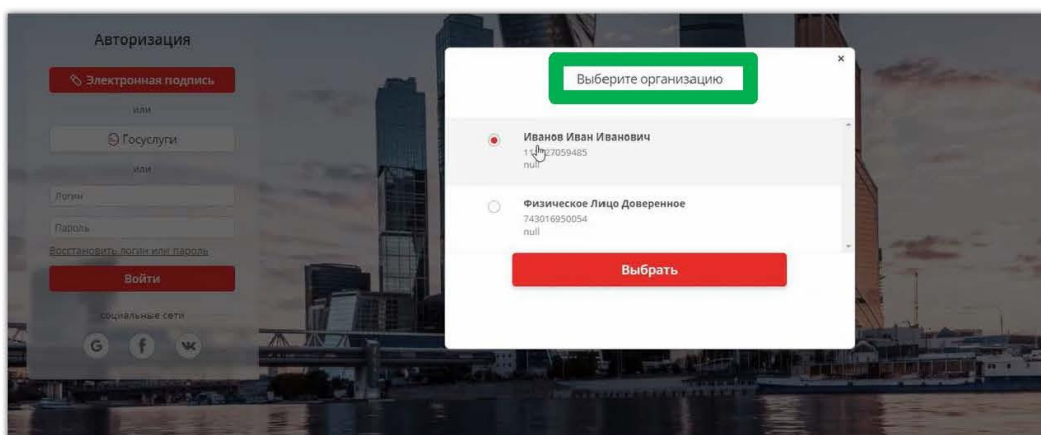 Авторизация
Электронная подпись
или
Госуслуги
или
Логин
Пароль
Восстановить логин или пароль
Войти
социальные сети
G f
Выберите организацию
×
Иванов Иван Иванович
null
Физическое Лицо Доверенное
743016950054
null
Выбрать